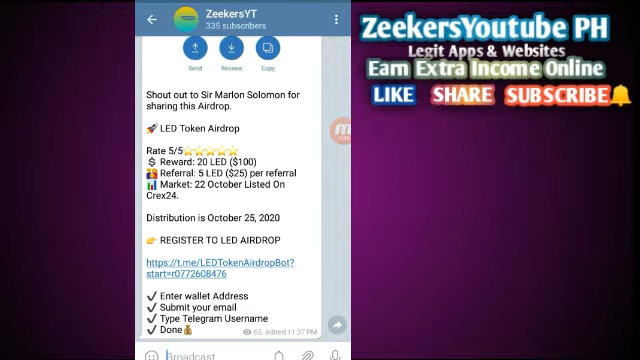 ZeekersYT
335 subscribers
Send
Receive
Copy
Shout out to Sir Marlon Solomon for
sharing this Airdrop.
🚀 LED Token Airdrop
Rate 5/5⭐⭐⭐⭐⭐
💲 Reward: 20 LED ($100)
👨‍👩‍👧 Referral: 5 LED ($25) per referral
📊 Market: 22 October Listed On
Crex24.
Distribution is October 25, 2020
👉 REGISTER TO LED AIRDROP
https://t.me/LEDTokenAirdropBot?
start=r0772608476
✔ Enter wallet Address
✔ Submit your email
✔ Type Telegram Username
✔ Done💰
65 edited 11:37 PM
Broadcast
ZeekersYoutube PH
Legit Apps & Websites
Earn Extra Income Online
LIKE SHARE SUBSCRIBE🔔